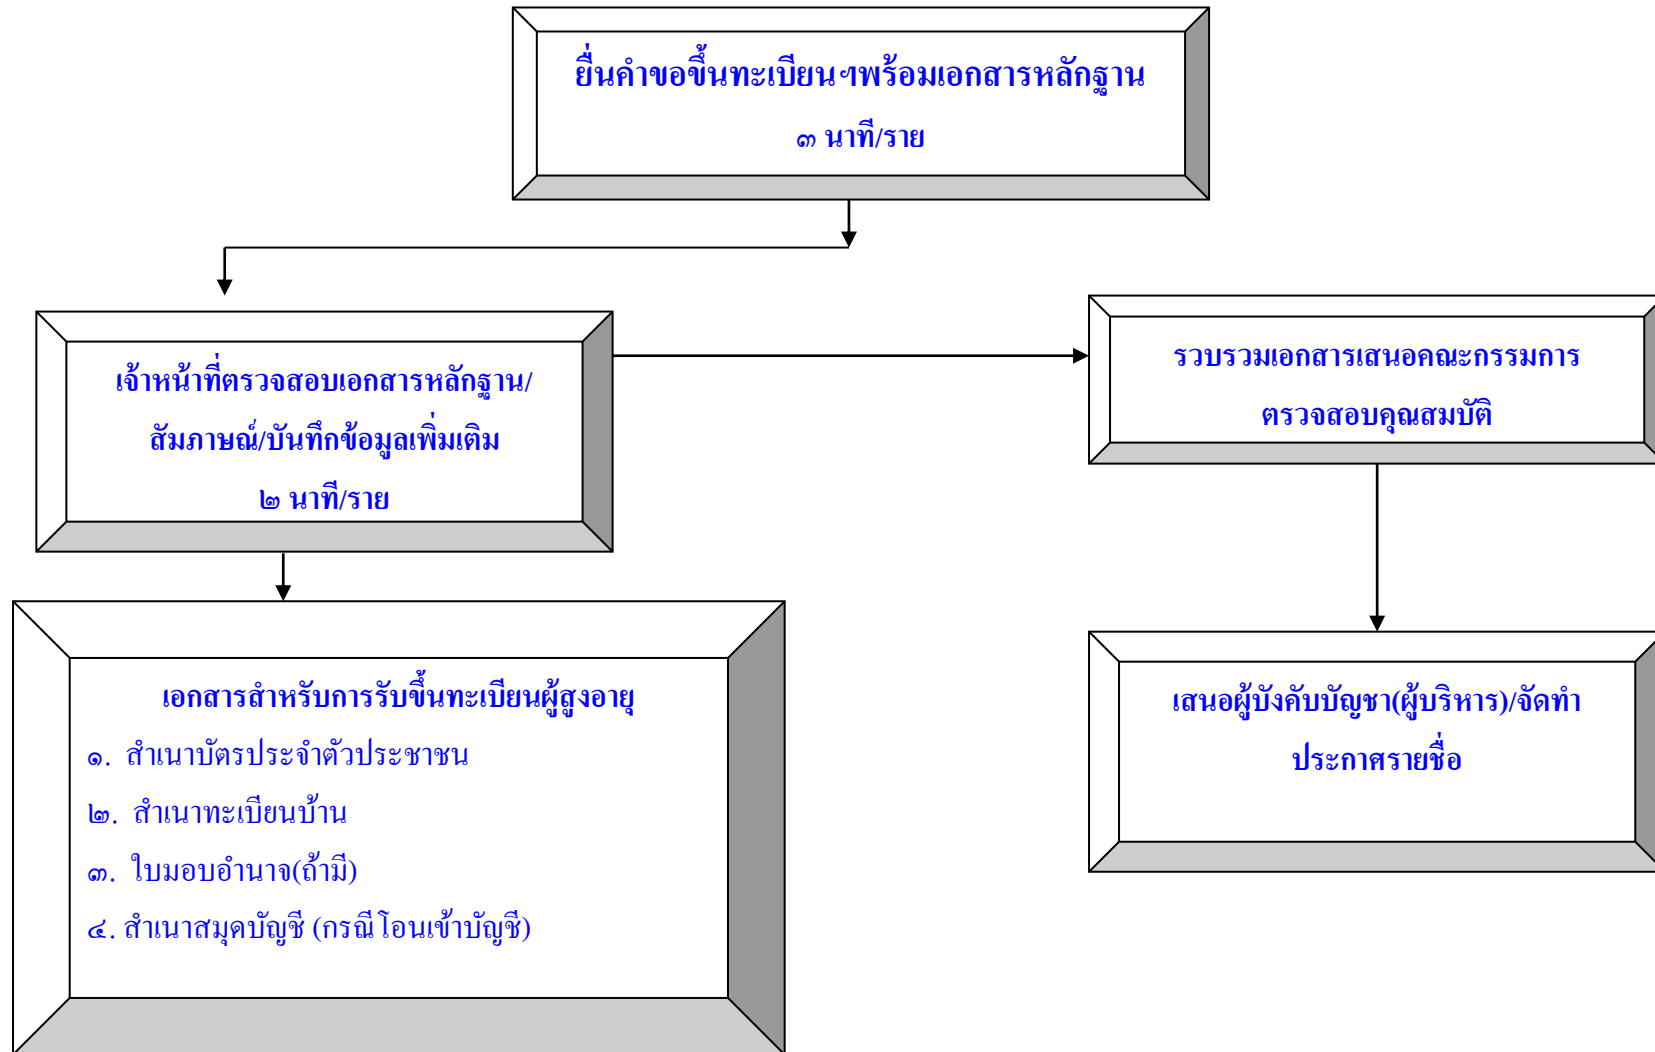 ยื่นคำขอขึ้นทะเบียนฯพร้อมเอกสารหลักฐาน
๓ นาที/ราย
เจ้าหน้าที่ตรวจสอบเอกสารหลักฐาน/
สัมภาษณ์/บันทึกข้อมูลเพิ่มเติม
๒ นาที/ราย
รวบรวมเอกสารเสนอคณะกรรมการ
ตรวจสอบคุณสมบัติ
เอกสารสำหรับการรับขึ้นทะเบียนผู้สูงอายุ
๑. สำเนาบัตรประจำตัวประชาชน
๒. สำเนาทะเบียนบ้าน
๓. ใบมอบอำนาจ(ถ้ามี)
๔. สำเนาสมุดบัญชี (กรณีโอนเข้าบัญชี)
เสนอผู้บังคับบัญชา(ผู้บริหาร)/จัดทำ
ประกาศรายชื่อ